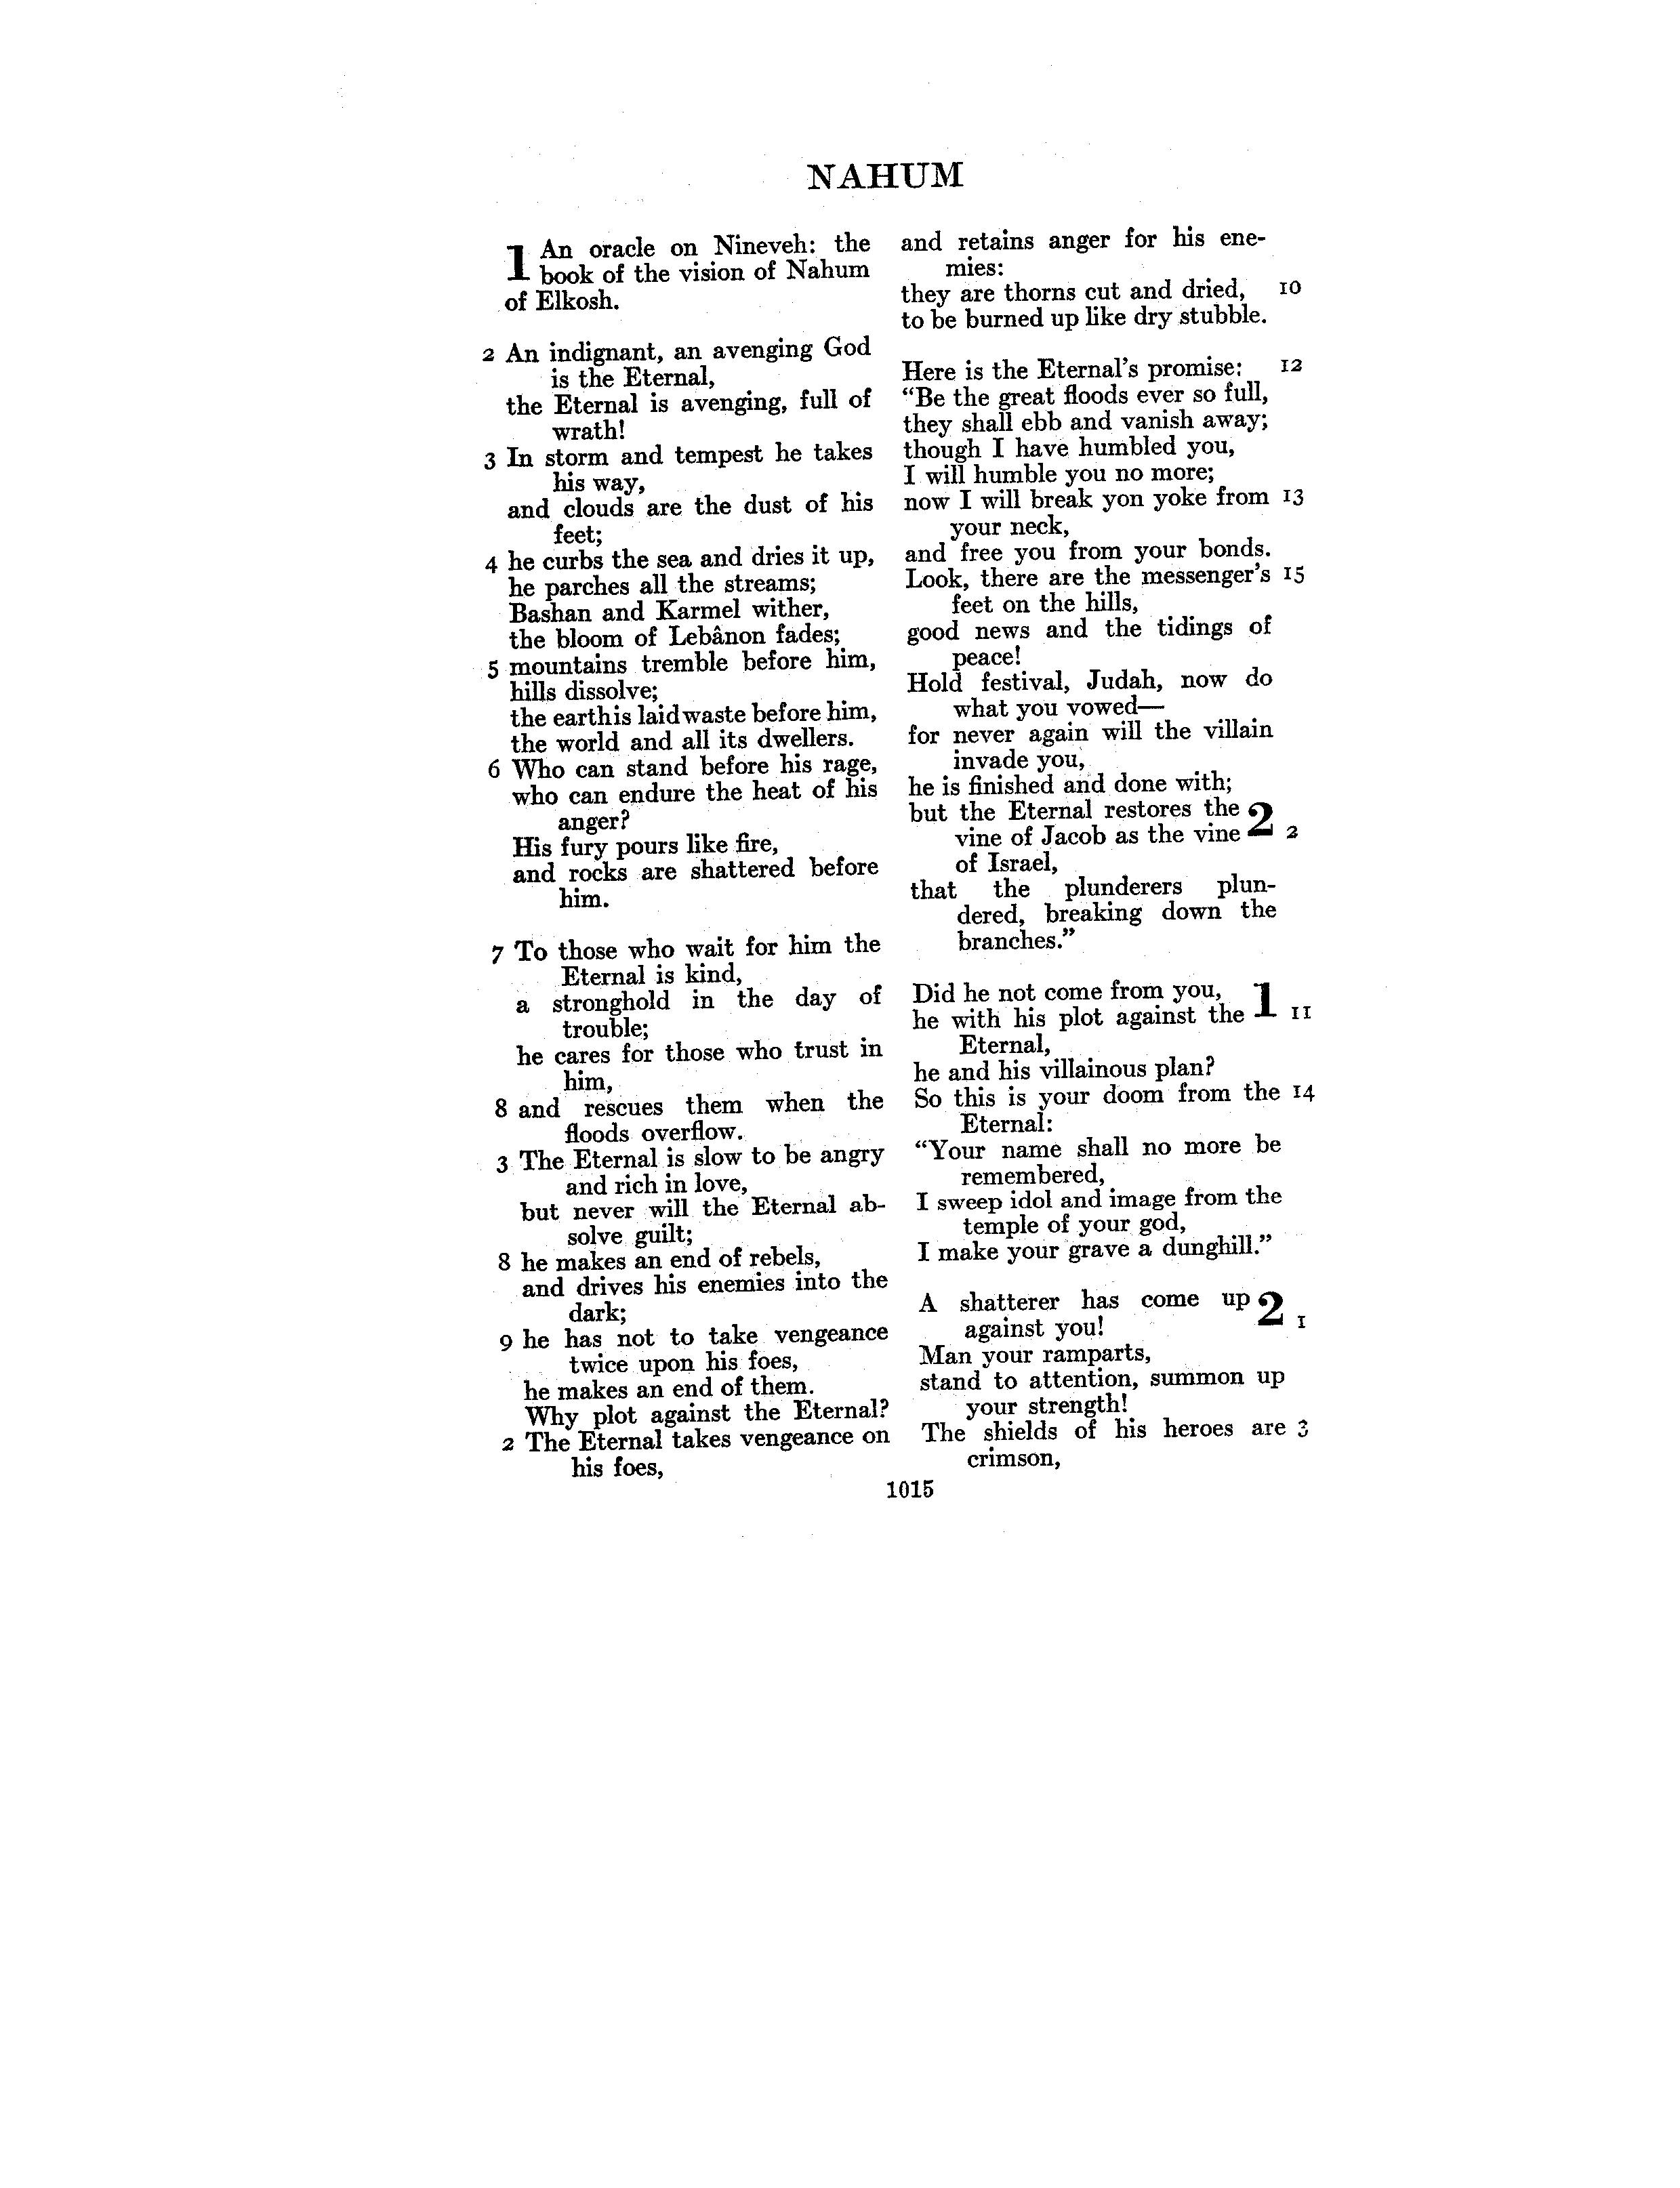 NAHUM
1 An oracle on Nineveh: the
book of the vision of Nahum
of Elkosh.
2 An indignant, an avenging God
is the Eternal,
the Eternal is avenging, full of
wrath!
3 In storm and tempest he takes
his way,
and clouds are the dust of his
feet;
4 he curbs the sea and dries it up,
he parches all the streams;
Bashan and Karmel wither,
the bloom of Lebânon fades;
5 mountains tremble before him,
hills dissolve;
the earth is laid waste before him,
the world and all its dwellers.
6 Who can stand before his rage,
who can endure the heat of his
anger?
His fury pours like fire,
and rocks are shattered before
him.
7 To those who wait for him the
Eternal is kind,
a stronghold in the day of
trouble;
he cares for those who trust in
him,
8 and rescues them when the
floods overflow.
3 The Eternal is slow to be angry
and rich in love,
but never will the Eternal ab-
solve guilt;
8 he makes an end of rebels,
and drives his enemies into the
dark;
9 he has not to take vengeance
twice upon his foes,
he makes an end of them.
Why plot against the Eternal?
2 The Eternal takes vengeance on
his foes,
and retains anger for his ene-
mies:
they are thorns cut and dried, 10
to be burned up like dry stubble.
Here is the Eternal's promise: 12
“Be the great floods ever so full,
they shall ebb and vanish away;
though I have humbled you,
I will humble you no more;
now I will break yon yoke from 13
your neck,
and free you from your bonds.
Look, there are the messenger's 15
feet on the hills,
good news and the tidings of
peace!
Hold festival, Judah, now do
what you vowed—
for never again will the villain
invade you,
he is finished and done with;
but the Eternal restores the 2
vine of Jacob as the vine 2
of Israel,
that the plunderers plun-
dered, breaking down the
branches.”
Did he not come from you, 1
he with his plot against the 11
Eternal,
he and his villainous plan?
So this is your doom from the 14
Eternal:
“Your name shall no more be
remembered,
I sweep idol and image from the
temple of your god,
I make your grave a dunghill.”
A shatterer has come up 2
against you! 1
Man your ramparts,
stand to attention, summon up
your strength!
The shields of his heroes are 3
crimson,
1015